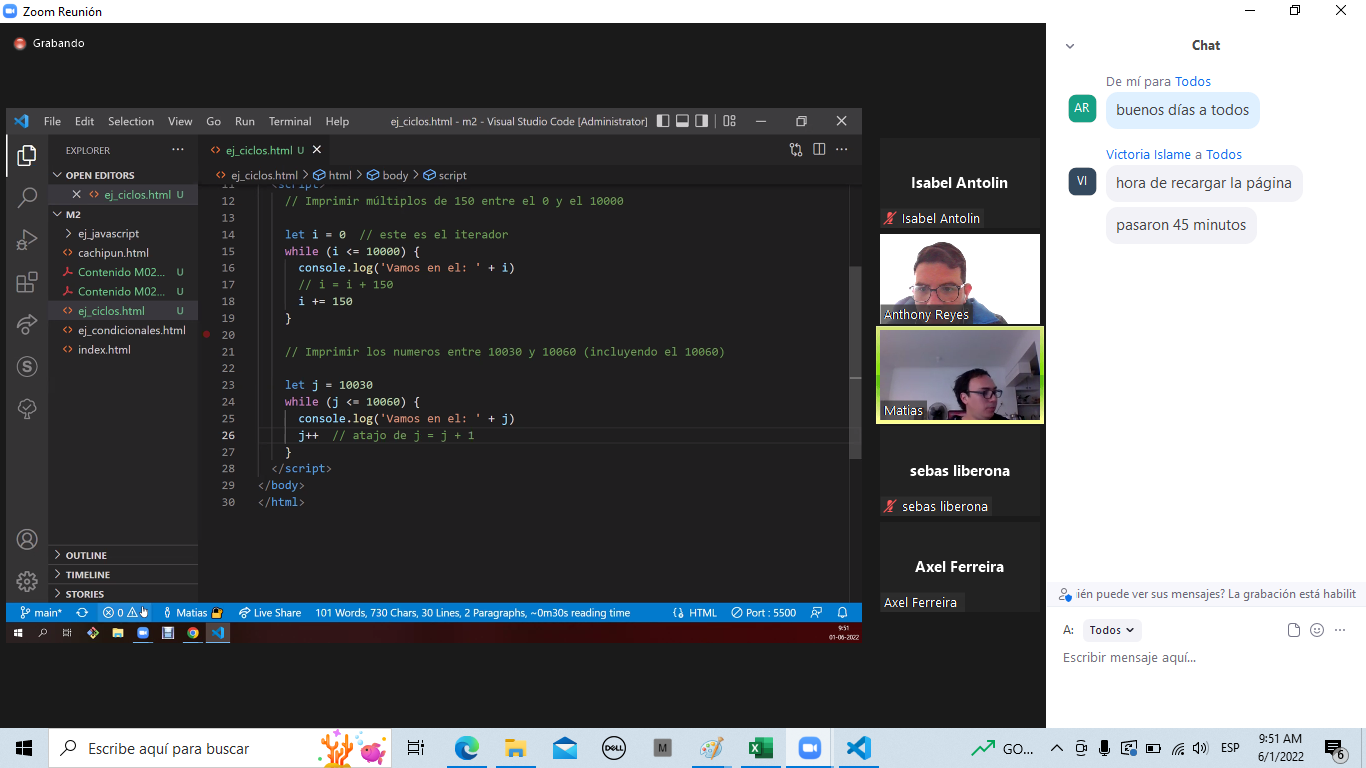 Zoom Reunión
Grabando
File Edit Selection View Go Run Terminal Help
ej_ciclos.html - m2 - Visual Studio Code [Administrator]
EXPLORER
OPEN EDITORS
ej_ciclos.html U
M2
ej_javascript
cachipun.html
Contenido M02... U
Contenido M02... U
ej_ciclos.html U
ej_condicionales.html
index.html
OUTLINE
TIMELINE
STORIES
ej_ciclos.html U
ej_ciclos.html > html > body > script
11 <script>
12 // Imprimir múltiplos de 150 entre el 0 y el 10000
13
14 let i = 0 // este es el iterador
15 while (i <= 10000) {
16 console.log('Vamos en el: ' + i)
17 // i = i + 150
18 i += 150
19 }
20
21 // Imprimir los numeros entre 10030 y 10060 (incluyendo el 10060)
22
23 let j = 10030
24 while (j <= 10060) {
25 console.log('Vamos en el: ' + j)
26 j++ // atajo de j = j + 1
27 }
28 </script>
29 </body>
30 </html>
main* 0 Matias Live Share 101 Words, 730 Chars, 30 Lines, 2 Paragraphs, ~0m30s reading time HTML Port : 5500
9:51
01-06-2022
Isabel Antolin
Isabel Antolin
Anthony Reyes
Matias
sebas liberona
sebas liberona
Axel Ferreira
Axel Ferreira
Chat
De mí para Todos
AR
buenos días a todos
Victoria Islame a Todos
VI
hora de recargar la página
pasaron 45 minutos
ién puede ver sus mensajes? La grabación está habilit
A: Todos
Escribir mensaje aquí...
Escribe aquí para buscar
DELL
M
GO...
ESP
9:51 AM
6/1/2022
6